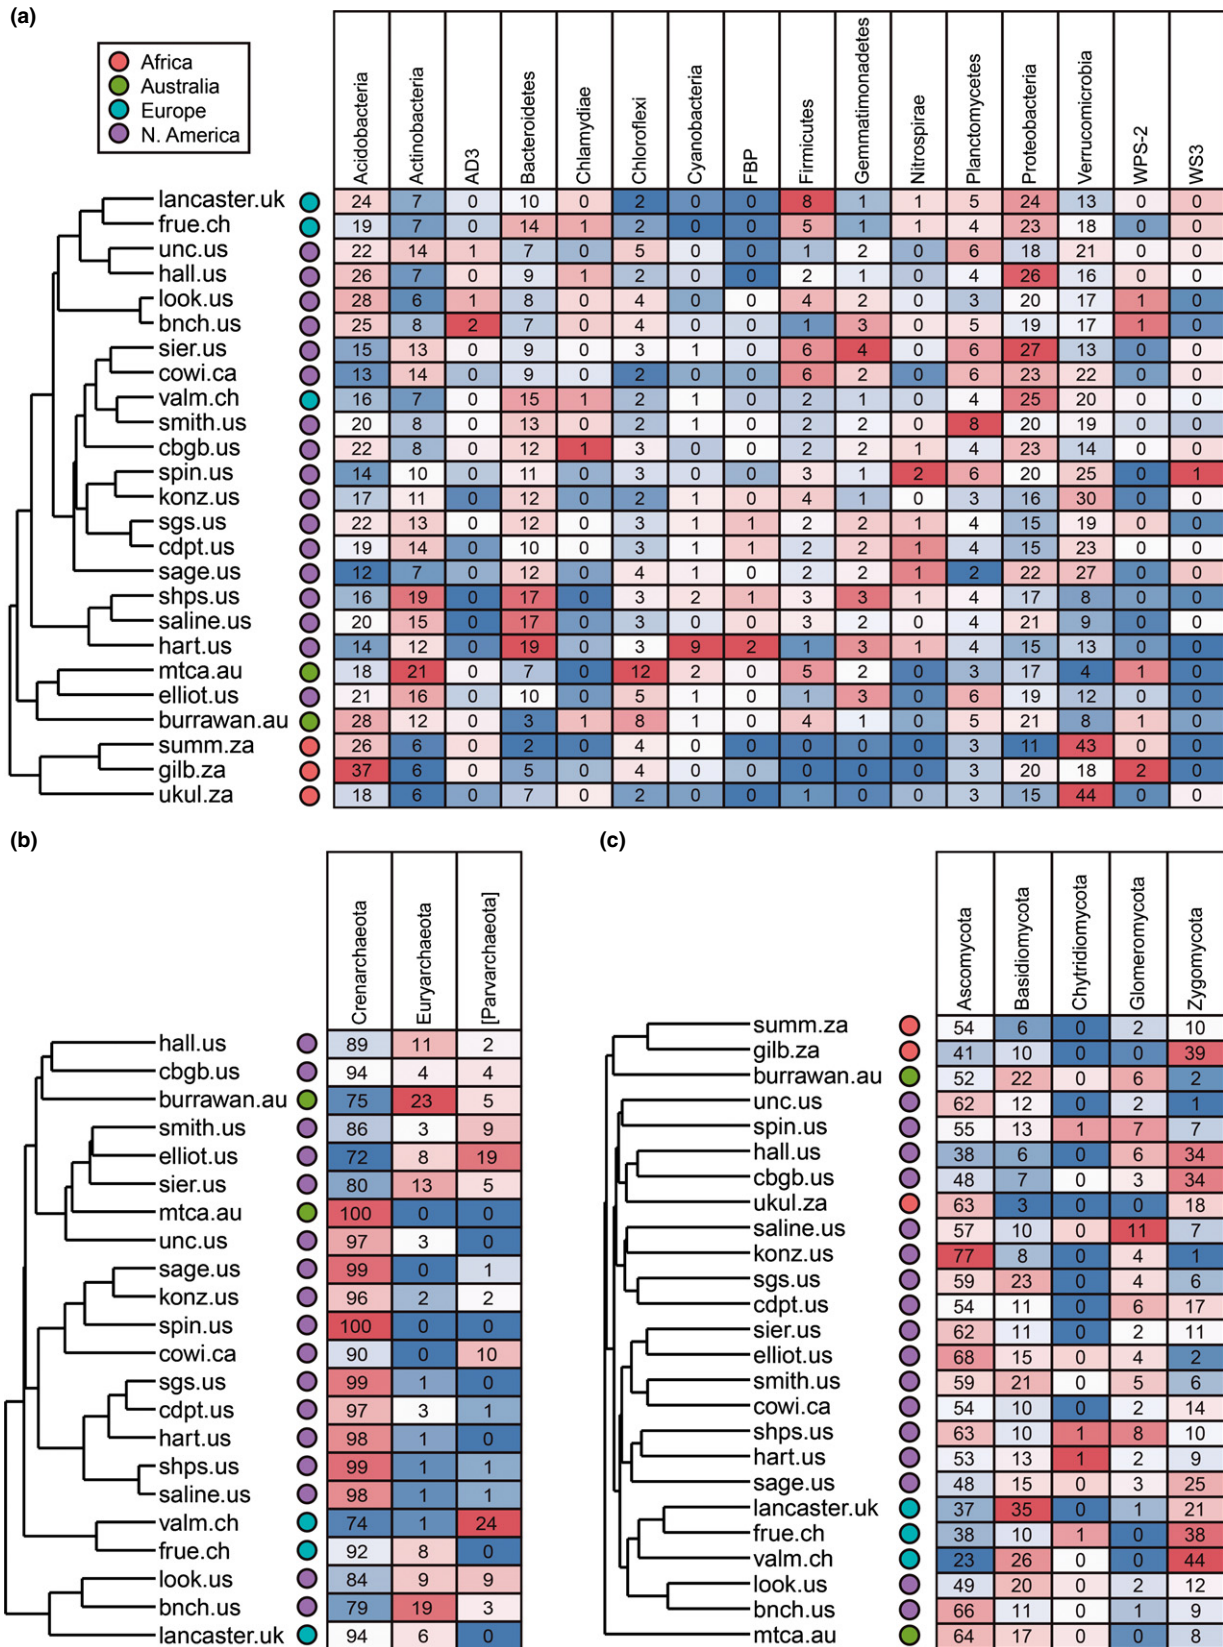 (a)
Africa
Australia
Europe
N. America
Acidobacteria Actinobacteria AD3 Bacteroidetes Chlamydiae Chloroflexi Cyanobacteria FBP Firmicutes Gemmatimonadetes Nitrospirae Planctomycetes Proteobacteria Verrucomicrobia WPS-2 WS3
lancaster.uk 24 7 0 10 0 2 0 0 8 1 1 5 24 13 0 0
frue.ch 19 7 0 14 1 2 0 0 5 1 1 4 23 18 0 0
unc.us 22 14 1 7 0 5 0 0 1 2 0 6 18 21 0 0
hall.us 26 7 0 9 1 2 0 0 2 1 0 4 26 16 0 0
look.us 28 6 1 8 0 4 0 0 4 2 0 3 20 17 1 0
bnch.us 25 8 2 7 0 4 0 0 1 3 0 5 19 17 1 0
sier.us 15 13 0 9 0 3 1 0 6 4 0 6 27 13 0 0
cowi.ca 13 14 0 9 0 2 0 0 6 2 0 6 23 22 0 0
valm.ch 16 7 0 15 1 2 1 0 2 1 0 4 25 20 0 0
smith.us 20 8 0 13 0 2 1 0 2 2 0 8 20 19 0 0
cbgb.us 22 8 0 12 1 3 0 0 2 2 1 4 23 14 0 0
spin.us 14 10 0 11 0 3 0 0 3 1 2 6 20 25 0 1
konz.us 17 11 0 12 0 2 1 0 4 1 0 3 16 30 0 0
sgs.us 22 13 0 12 0 3 1 1 2 2 1 4 15 19 0 0
cdpt.us 19 14 0 10 0 3 1 1 2 2 1 4 15 23 0 0
sage.us 12 7 0 12 0 4 1 0 2 2 1 2 22 27 0 0
shps.us 16 19 0 17 0 3 2 1 3 3 1 4 17 8 0 0
saline.us 20 15 0 17 0 3 1 0 3 2 0 4 21 9 0 0
hart.us 14 12 0 19 0 3 9 2 1 3 1 4 15 13 0 0
mtca.au 18 21 0 7 0 12 2 0 5 2 0 3 17 4 1 0
elliot.us 21 16 0 10 0 5 1 0 1 3 0 6 19 12 0 0
burrawan.au 28 12 0 3 1 8 1 0 4 1 0 5 21 8 1 0
summ.za 26 6 0 2 0 4 0 0 0 0 0 3 11 43 0 0
gilb.za 37 6 0 5 0 4 0 0 0 0 0 3 20 18 2 0
ukul.za 18 6 0 7 0 2 0 0 1 0 0 3 15 44 0 0
(b)
Crenarchaeota Euryarchaeota [Parvarchaeota]
hall.us 89 11 2
cbgb.us 94 4 4
burrawan.au 75 23 5
smith.us 86 3 9
elliot.us 72 8 19
sier.us 80 13 5
mtca.au 100 0 0
unc.us 97 3 0
sage.us 99 0 1
konz.us 96 2 2
spin.us 100 0 0
cowi.ca 90 0 10
sgs.us 99 1 0
cdpt.us 97 3 1
hart.us 98 1 0
shps.us 99 1 1
saline.us 98 1 1
valm.ch 74 1 24
frue.ch 92 8 0
look.us 84 9 9
bnch.us 79 19 3
lancaster.uk 94 6 0
(c)
Ascomycota Basidiomycota Chytridiomycota Glomeromycota Zygomycota
summ.za 54 6 0 2 10
gilb.za 41 10 0 0 39
burrawan.au 52 22 0 6 2
unc.us 62 12 0 2 1
spin.us 55 13 1 7 7
hall.us 38 6 0 6 34
cbgb.us 48 7 0 3 34
ukul.za 63 3 0 0 18
saline.us 57 10 0 11 7
konz.us 77 8 0 4 1
sgs.us 59 23 0 4 6
cdpt.us 54 11 0 6 17
sier.us 62 11 0 2 11
elliot.us 68 15 0 4 2
smith.us 59 21 0 5 6
cowi.ca 54 10 0 2 14
shps.us 63 10 1 8 10
hart.us 53 13 1 2 9
sage.us 48 15 0 3 25
lancaster.uk 37 35 0 1 21
frue.ch 38 10 1 0 38
valm.ch 23 26 0 0 44
look.us 49 20 0 2 12
bnch.us 66 11 0 1 9
mtca.au 64 17 0 0 8